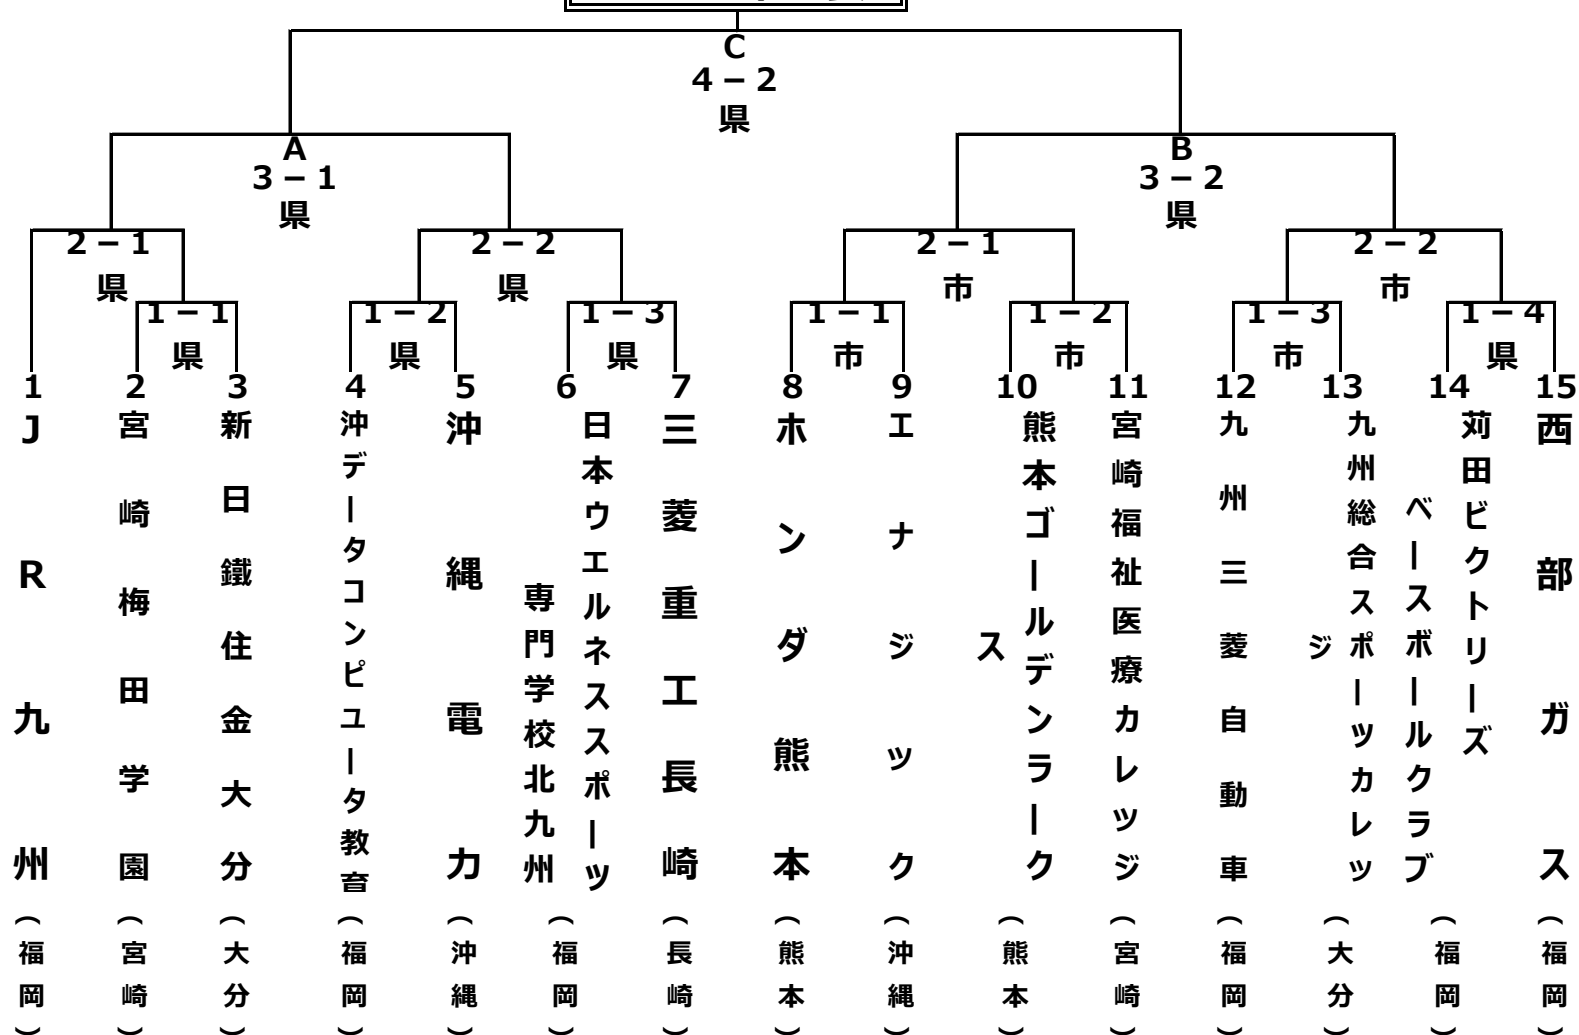 C
4－2
県
A
3－1
県
B
3－2
県
2－1
県
2－2
県
2－1
市
2－2
市
1－1
県
1－2
県
1－3
県
1－1
市
1－2
市
1－3
市
1－4
県
1
2
3
4
5
6
7
8
9
10
11
12
13
14
15
JR九州
宮崎梅田学園
新日鐵住金大分
沖データコンピュータ教育
沖縄電力
日本ウエルネススポーツ
専門学校北九州
三菱重工長崎
ホンダ熊本
エナジック
熊本ゴールデンラーク
ス
宮崎福祉医療カレッジ
九州三菱自動車
九州総合スポーツカレッ
ジ
苅田ビクトリーズ
ベースボールクラブ
西部ガス
（福岡）
（宮崎）
（大分）
（福岡）
（沖縄）
（福岡）
（長崎）
（熊本）
（沖縄）
（熊本）
（宮崎）
（福岡）
（大分）
（福岡）
（福岡）